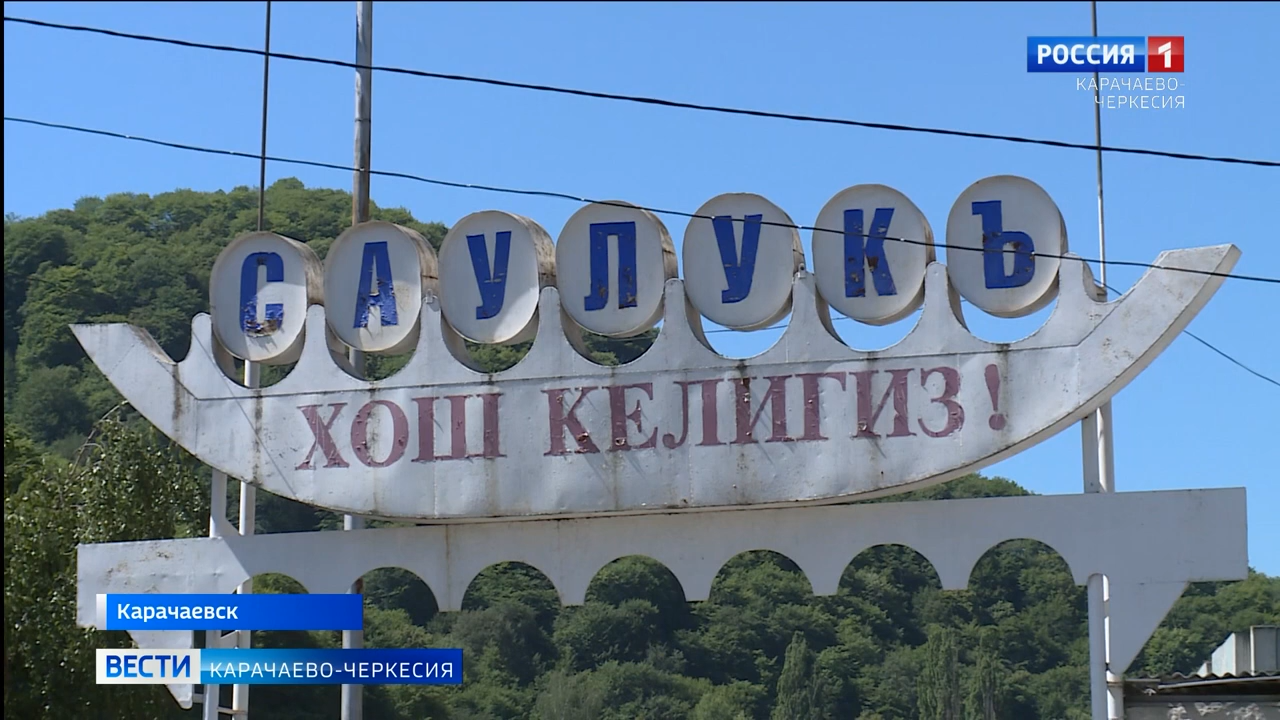 РОССИЯ 1
КАРАЧАЕВО-
ЧЕРКЕСИЯ
САУЛУКЪ
ХОШ КЕЛИГИЗ!
Карачаевск
ВЕСТИ КАРАЧАЕВО-ЧЕРКЕСИЯ